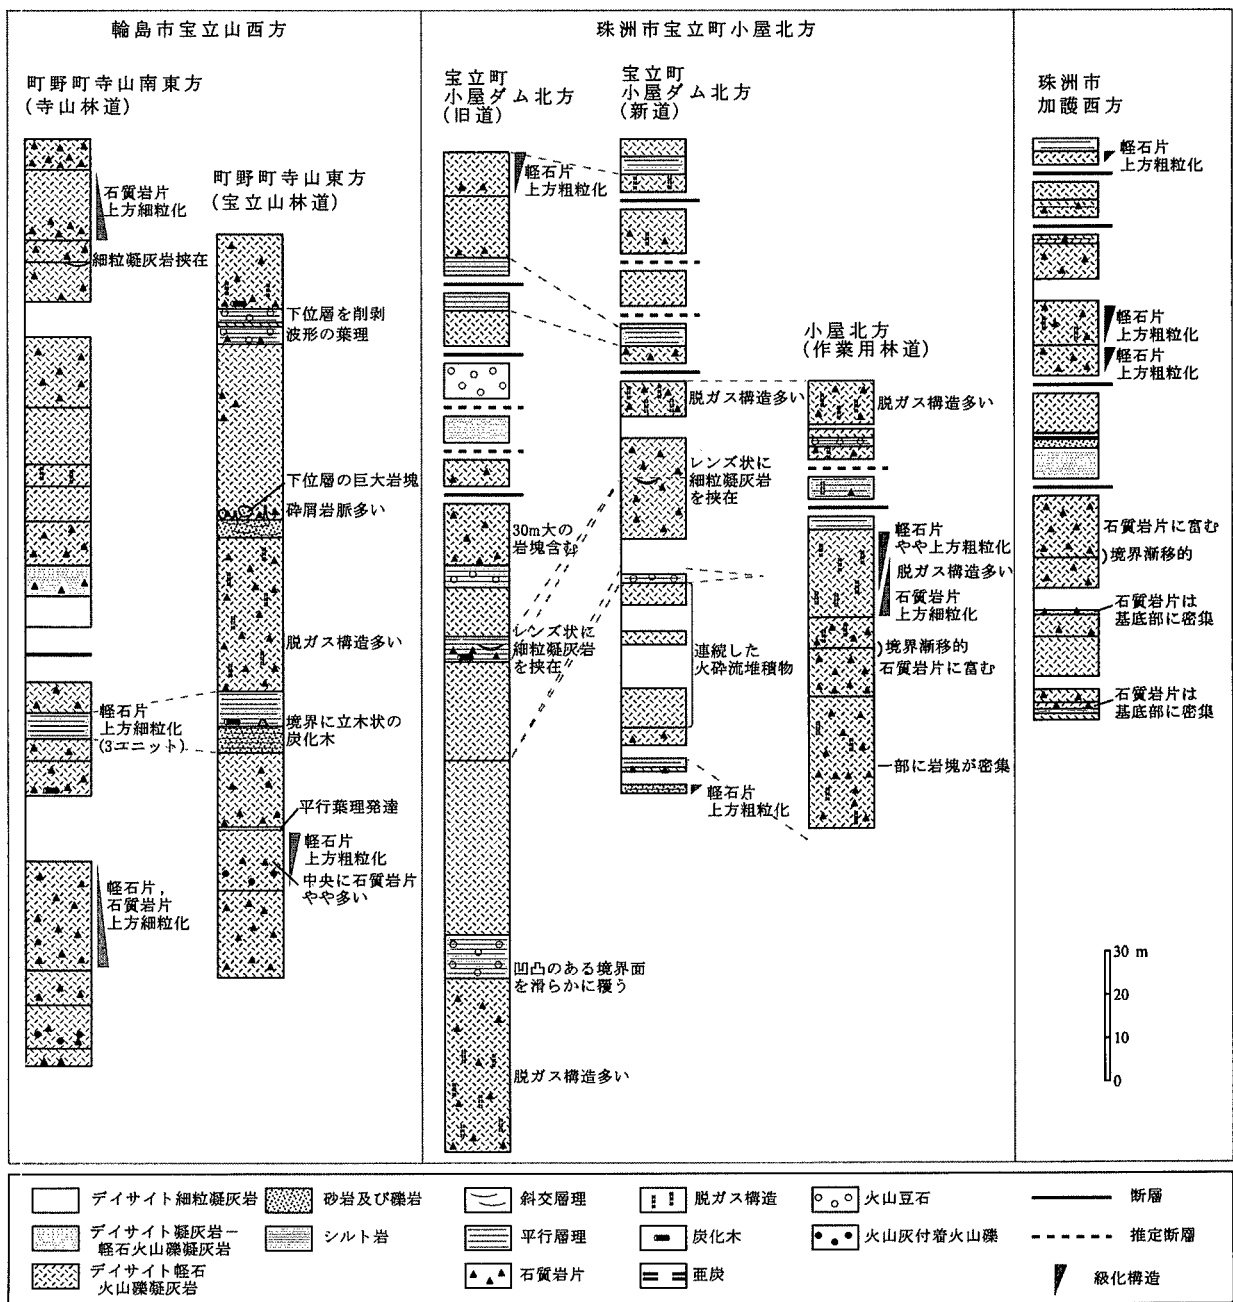 輪島市宝立山西方
珠洲市宝立町小屋北方
町野町寺山南東方
(寺山林道)
石質岩片
上方細粒化
細粒凝灰岩挟在
軽石片
上方細粒化
(3ユニット)
軽石片,
石質岩片
上方細粒化
町野町寺山東方
(宝立山林道)
下位層を削剥
波形の葉理
下位層の巨大岩塊
砕屑岩脈多い
脱ガス構造多い
境界に立木状の
炭化木
平行葉理発達
軽石片
上方粗粒化
中央に石質岩片
やや多い
宝立町
小屋ダム北方
(旧道)
軽石片
上方粗粒化
30m大の
岩塊含む
レンズ状に
細粒凝灰岩
を挟在
凹凸のある境界面
を滑らかに覆う
脱ガス構造多い
宝立町
小屋ダム北方
(新道)
脱ガス構造多い
レンズ状に
細粒凝灰岩
を挟在
連続した
火砕流堆積物
軽石片
上方粗粒化
小屋北方
(作業用林道)
脱ガス構造多い
軽石片
やや上方粗粒化
脱ガス構造多い
石質岩片
上方細粒化
境界漸移的
石質岩片に富む
一部に岩塊が密集
珠洲市
加護西方
軽石片
上方粗粒化
軽石片
上方粗粒化
軽石片
上方粗粒化
石質岩片に富む
境界漸移的
石質岩片は
基底部に密集
石質岩片は
基底部に密集
30 m
20
10
0
デイサイト細粒凝灰岩
デイサイト凝灰岩－
軽石火山礫凝灰岩
デイサイト軽石
火山礫凝灰岩
砂岩及び礫岩
シルト岩
斜交層理
平行層理
石質岩片
脱ガス構造
炭化木
亜炭
火山豆石
火山灰付着火山礫
断層
推定断層
級化構造